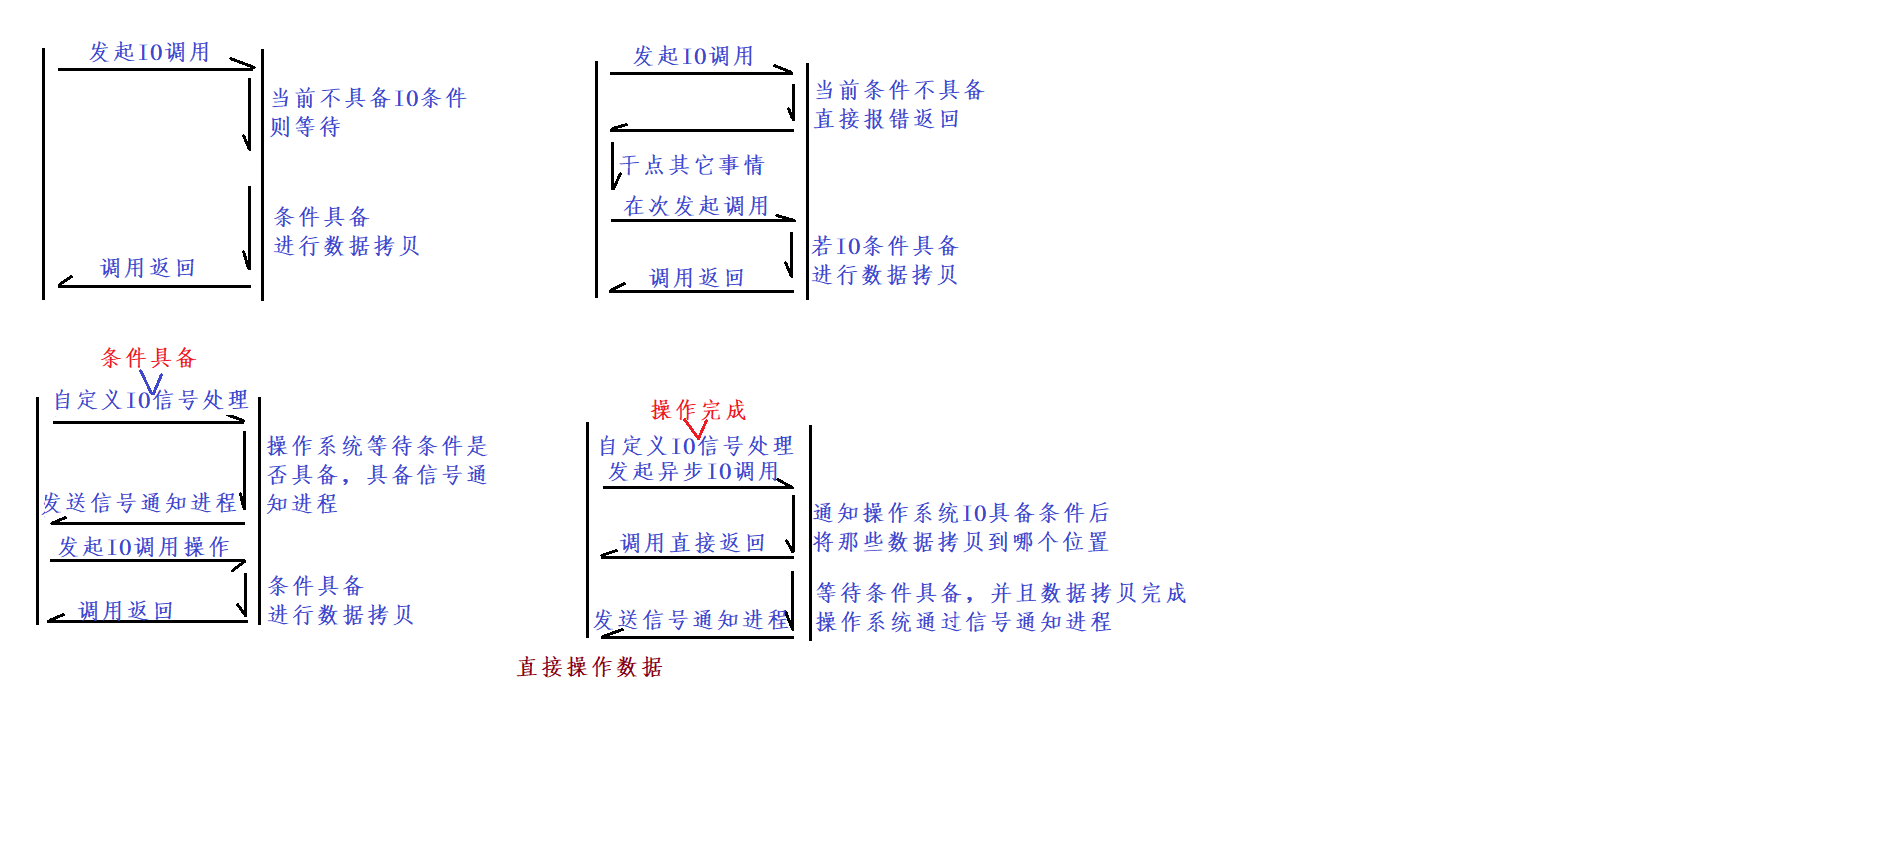 发起IO调用
当前不具备IO条件
则等待
条件具备
进行数据拷贝
调用返回
发起IO调用
当前条件不具备
直接报错返回
干点其它事情
在次发起调用
若IO条件具备
进行数据拷贝
调用返回
条件具备
自定义IO信号处理
操作系统等待条件是
否具备，具备信号通
知进程
发送信号通知进程
发起IO调用操作
条件具备
进行数据拷贝
调用返回
操作完成
自定义IO信号处理
发起异步IO调用
通知操作系统IO具备条件后
将那些数据拷贝到哪个位置
调用直接返回
等待条件具备，并且数据拷贝完成
操作系统通过信号通知进程
发送信号通知进程
直接操作数据